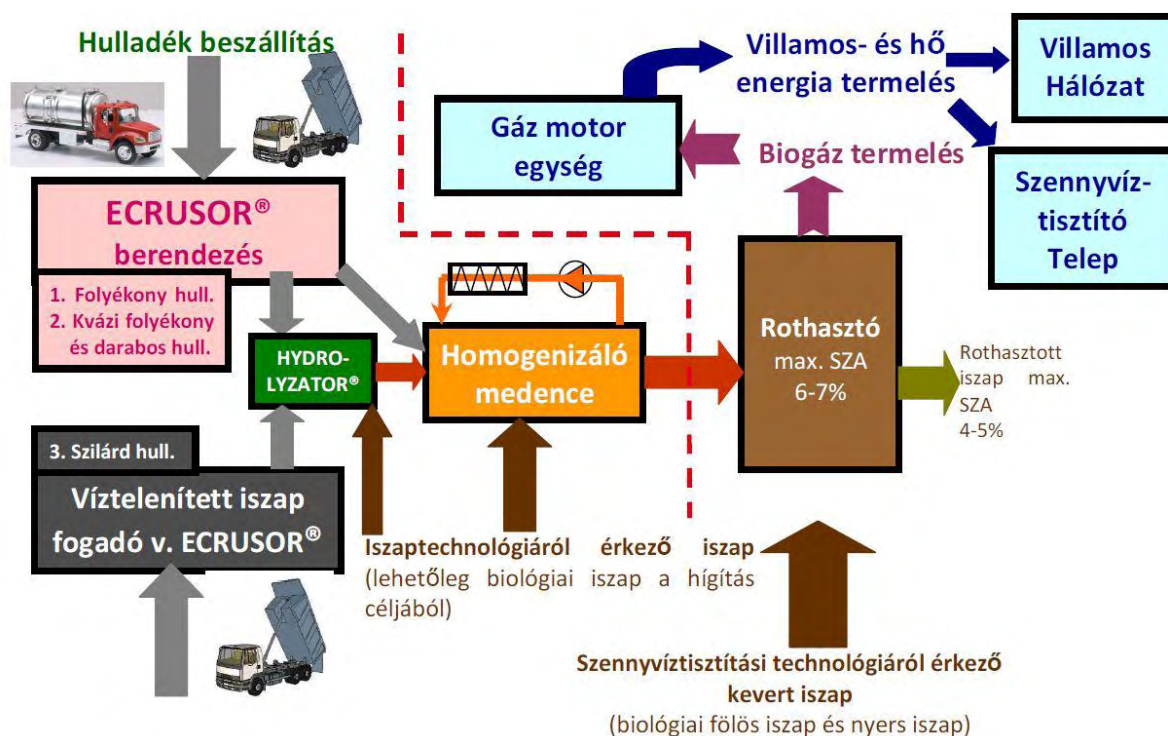 Hulladék beszállítás
ECRUSOR®
berendezés
1. Folyékony hull.
2. Kvázi folyékony
és darabos hull.
HYDRO-
LYZATOR®
3. Szilárd hull.
Víztelenített iszap
fogadó v. ECRUSOR®
Homogenizáló
medence
Iszaptechnológiáról érkező iszap
(lehetőleg biológiai iszap a hígítás
céljából)
Gáz motor
egység
Villamos- és hő
energia termelés
Biogáz termelés
Villamos
Hálózat
Szennyvíz-
tisztító
Telep
Rothasztó
max. SZA
6-7%
Rothasztott
iszap max.
SZA
4-5%
Szennyvíztisztítási technológiáról érkező
kevert iszap
(biológiai fölös iszap és nyers iszap)